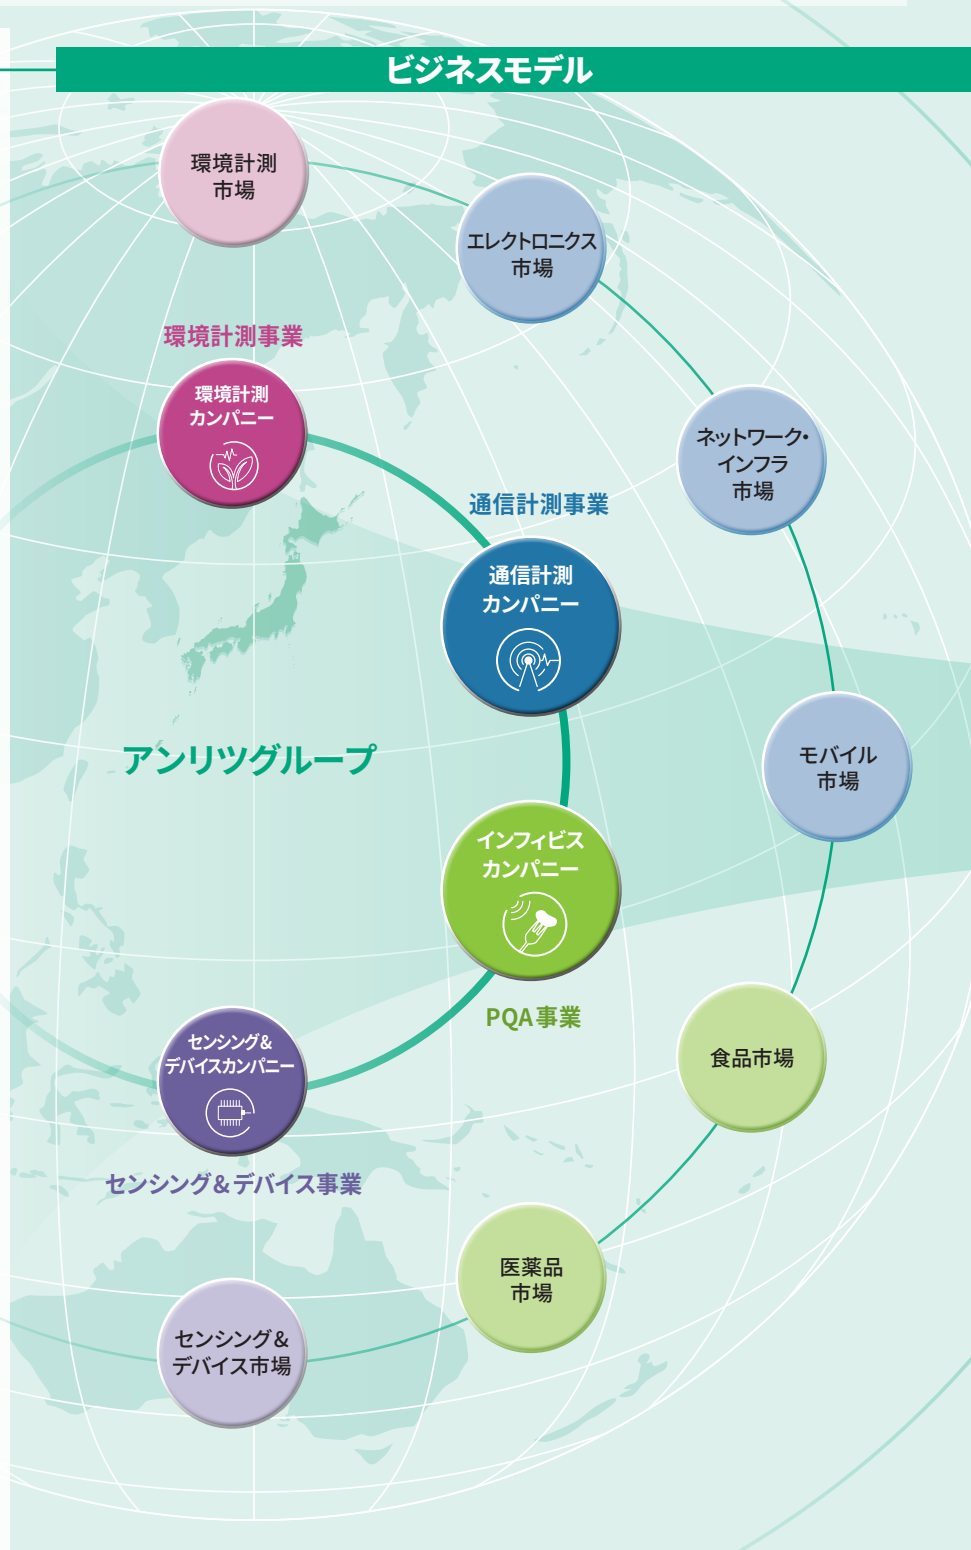 ビジネスモデル
環境計測
市場
エレクトロニクス
市場
環境計測事業
環境計測
カンパニー
ネットワーク・
インフラ
市場
通信計測事業
通信計測
カンパニー
アンリツグループ
モバイル
市場
インフィビス
カンパニー
PQA事業
センシング&
デバイスカンパニー
食品市場
センシング&デバイス事業
医薬品
市場
センシング&
デバイス市場